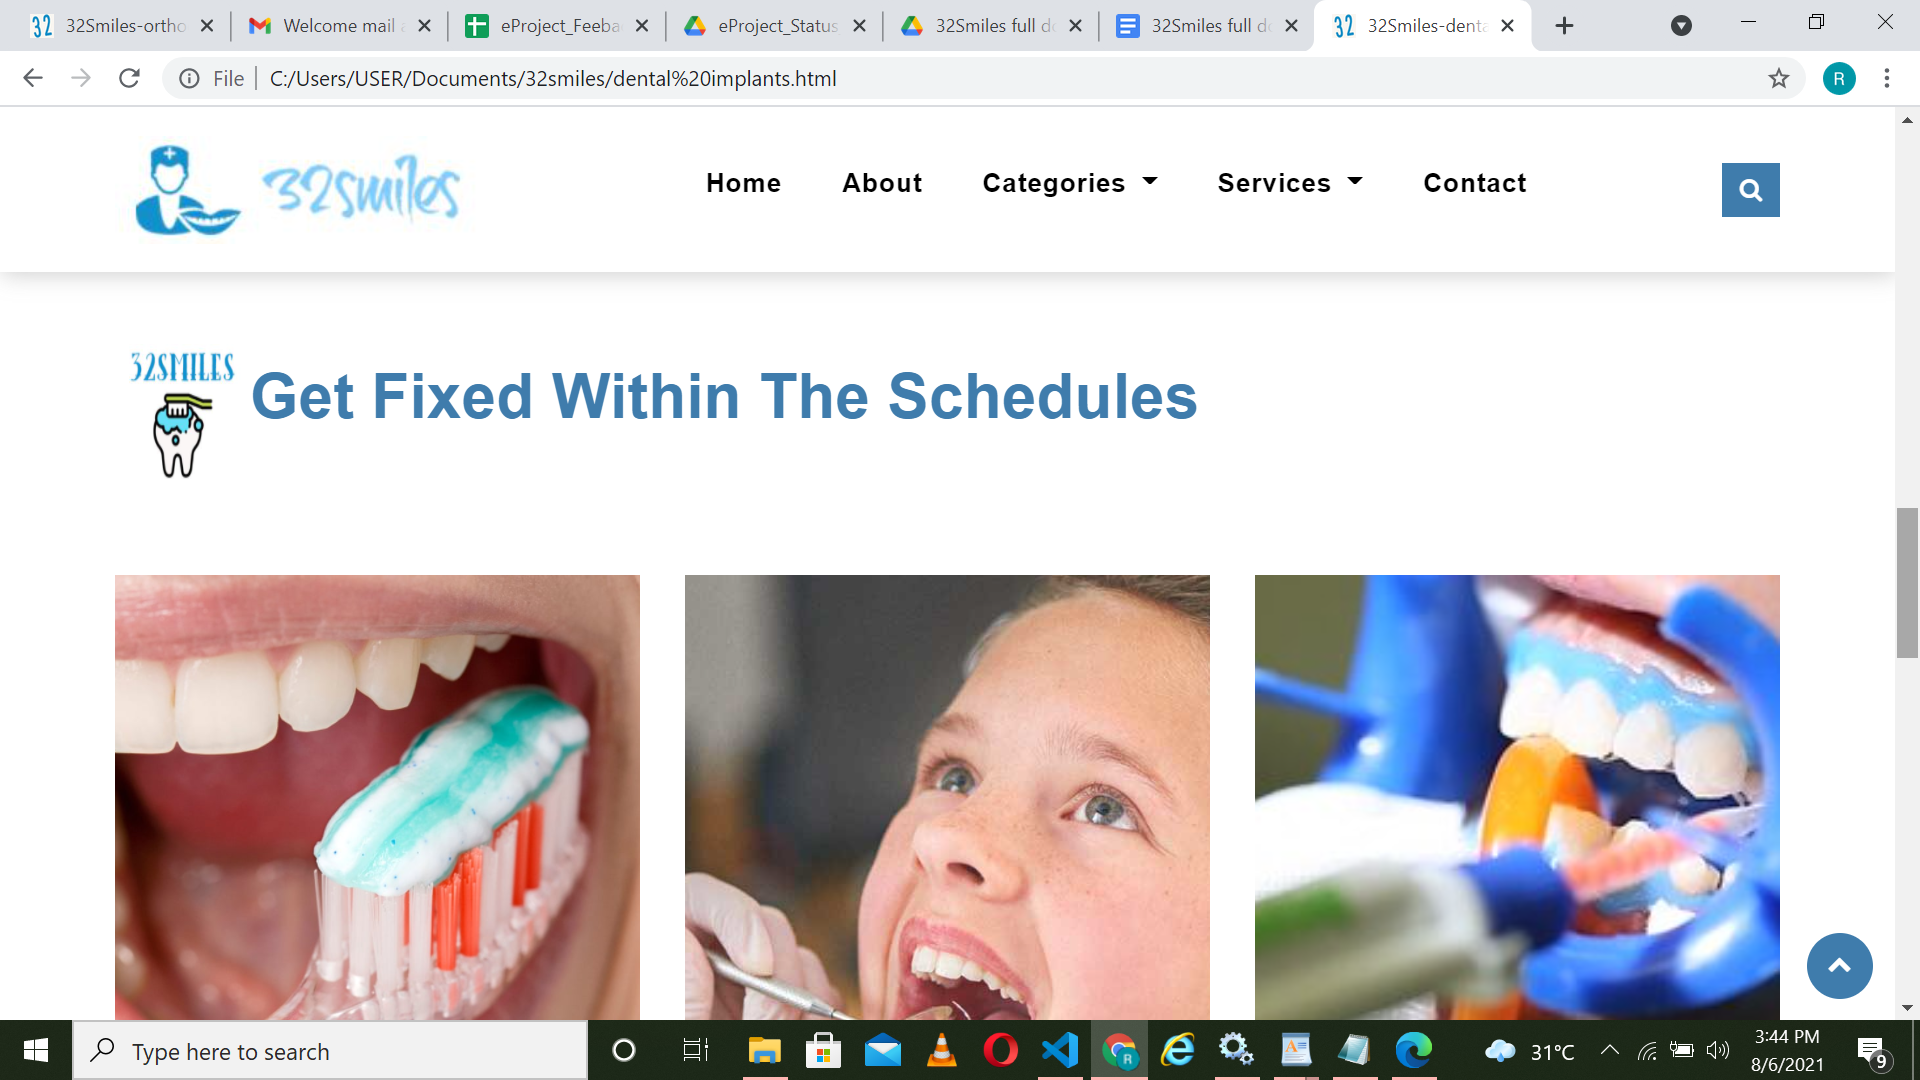 32Smiles-ortho
Welcome mail a
eProject_Feeba
eProject_Status
32Smiles full do
32Smiles full do
32Smiles-denta
File
C:/Users/USER/Documents/32smiles/dental%20implants.html
R
32smiles
Home
About
Categories
Services
Contact
32SMILES
Get Fixed Within The Schedules
Type here to search
R
31°C
3:44 PM
8/6/2021
9